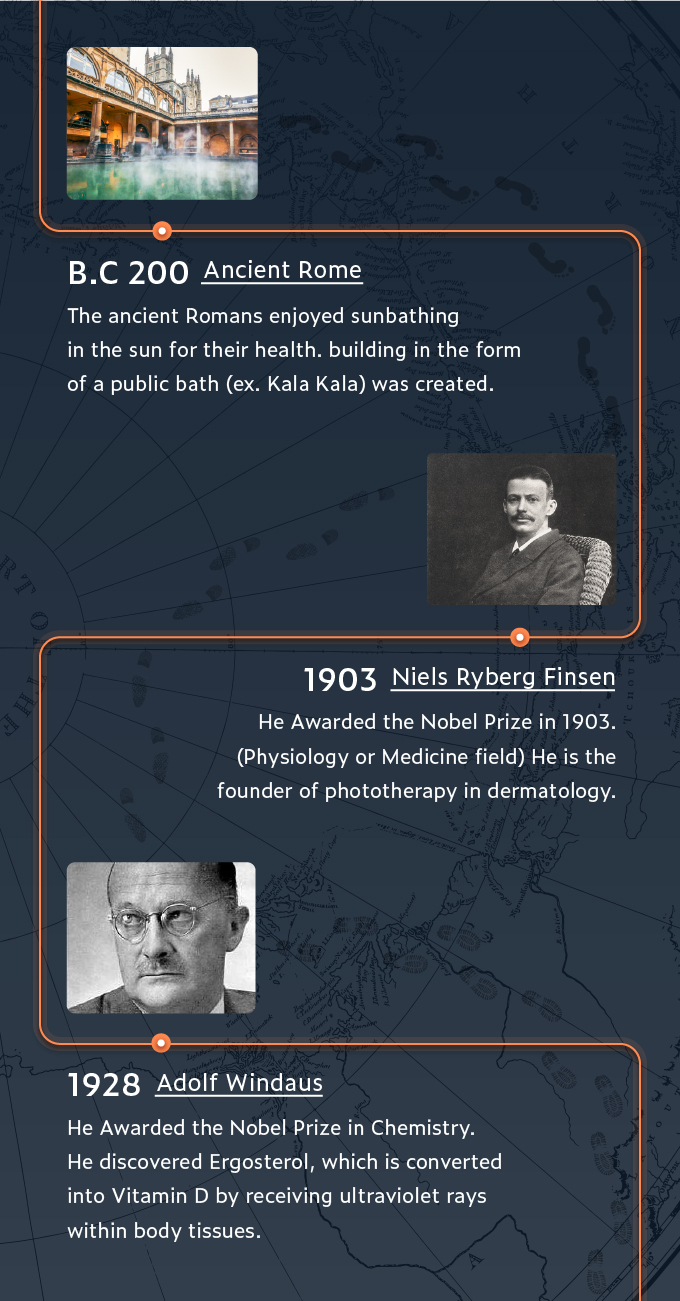 B.C 200 Ancient Rome
The ancient Romans enjoyed sunbathing
in the sun for their health. building in the form
of a public bath (ex. Kala Kala) was created.
1903 Niels Ryberg Finsen
He Awarded the Nobel Prize in 1903.
(Physiology or Medicine field) He is the
founder of phototherapy in dermatology.
1928 Adolf Windaus
He Awarded the Nobel Prize in Chemistry.
He discovered Ergosterol, which is converted
into Vitamin D by receiving ultraviolet rays
within body tissues.